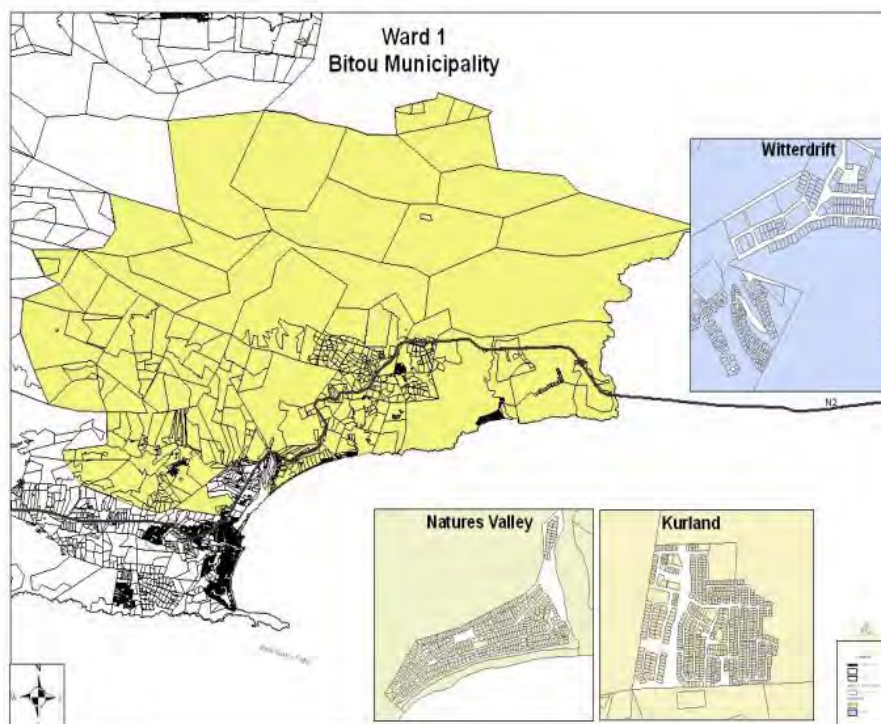 Ward 1
Bitou Municipality
Witterdrift
N2
Natures Valley
Kurland
N